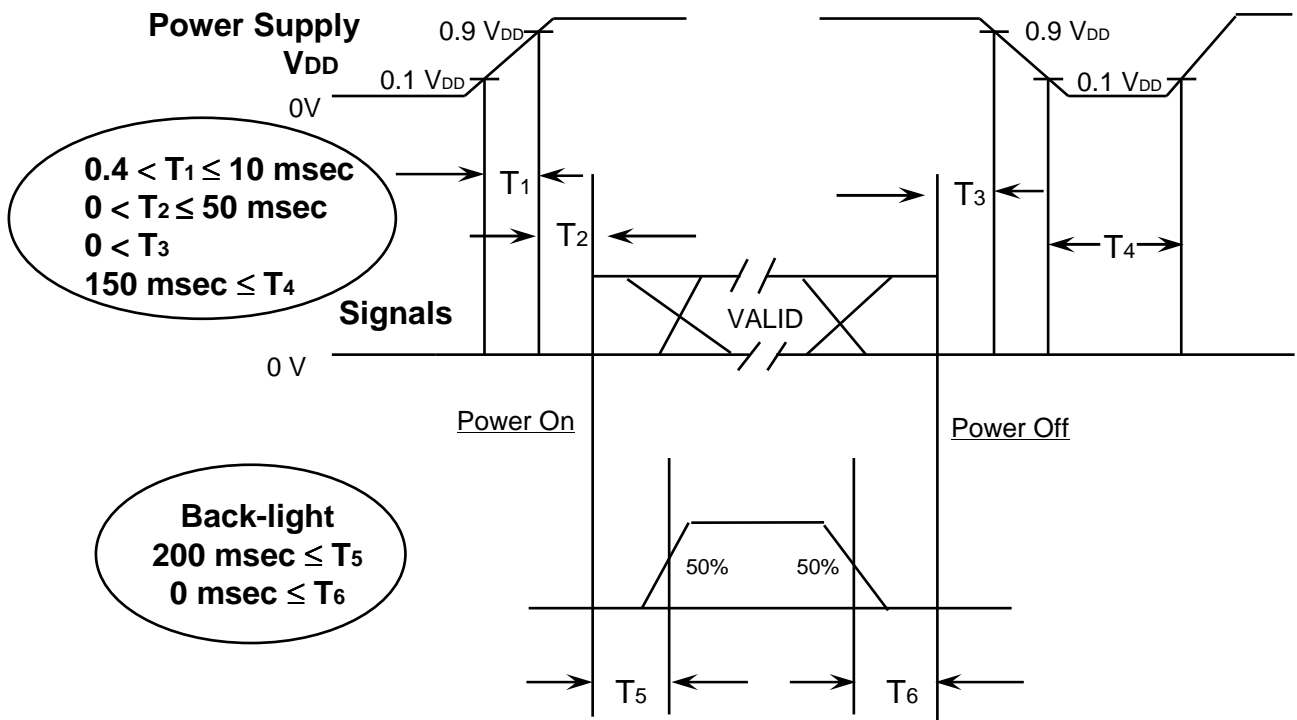 Power Supply
VDD
0.9 VDD
0.1 VDD
0V
0.9 VDD
0.1 VDD
0.4 < T1 ≤ 10 msec
0 < T2 ≤ 50 msec
0 < T3
150 msec ≤ T4
T1
T2
T3
T4
Signals
VALID
0 V
Power On
Power Off
Back-light
200 msec ≤ T5
0 msec ≤ T6
50%
50%
T5
T6